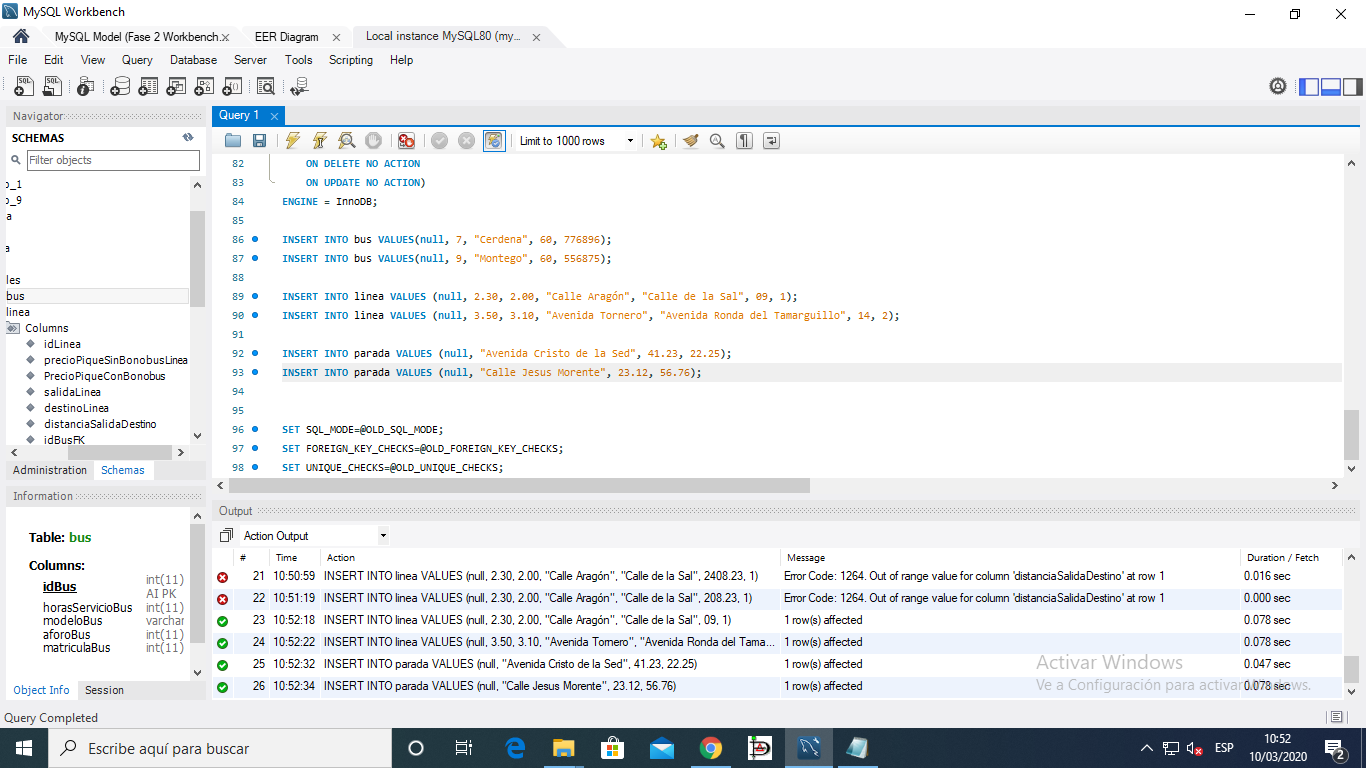 MySQL Workbench
MySQL Model (Fase 2 Workbench.
EER Diagram
Local instance MySQL80 (my...
File Edit View Query Database Server Tools Scripting Help
Navigator
SCHEMAS
Filter objects
o_1
o_9
a
a
les
bus
linea
Columns
idLinea
precioPiqueSinBonobusLinea
PrecioPiqueConBonobus
salidaLinea
destinoLinea
distanciaSalidaDestino
idBusFK
Administration Schemas
Information
Table: bus
Columns:
idBus int(11) AI PK
horasServicioBus int(11)
modeloBus varchar
aforoBus int(11)
matriculaBus int(11)
Object Info Session
Query 1
Limit to 1000 rows
82 ON DELETE NO ACTION
83 ON UPDATE NO ACTION)
84 ENGINE = InnoDB;
85
86 INSERT INTO bus VALUES(null, 7, "Cerdena", 60, 776896);
87 INSERT INTO bus VALUES(null, 9, "Montego", 60, 556875);
88
89 INSERT INTO linea VALUES (null, 2.30, 2.00, "Calle Aragón", "Calle de la Sal", 09, 1);
90 INSERT INTO linea VALUES (null, 3.50, 3.10, "Avenida Tornero", "Avenida Ronda del Tamarguillo", 14, 2);
91
92 INSERT INTO parada VALUES (null, "Avenida Cristo de la Sed", 41.23, 22.25);
93 INSERT INTO parada VALUES (null, "Calle Jesus Morente", 23.12, 56.76);
94
95
96 SET SQL_MODE=@OLD_SQL_MODE;
97 SET FOREIGN_KEY_CHECKS=@OLD_FOREIGN_KEY_CHECKS;
98 SET UNIQUE_CHECKS=@OLD_UNIQUE_CHECKS;
Output
Action Output
# Time Action Message Duration / Fetch
21 10:50:59 INSERT INTO linea VALUES (null, 2.30, 2.00, "Calle Aragón", "Calle de la Sal", 2408.23, 1) Error Code: 1264. Out of range value for column 'distanciaSalidaDestino' at row 1 0.016 sec
22 10:51:19 INSERT INTO linea VALUES (null, 2.30, 2.00, "Calle Aragón", "Calle de la Sal", 208.23, 1) Error Code: 1264. Out of range value for column 'distanciaSalidaDestino' at row 1 0.000 sec
23 10:52:18 INSERT INTO linea VALUES (null, 2.30, 2.00, "Calle Aragón", "Calle de la Sal", 09, 1) 1 row(s) affected 0.078 sec
24 10:52:22 INSERT INTO linea VALUES (null, 3.50, 3.10, "Avenida Tornero", "Avenida Ronda del Tama... 1 row(s) affected 0.078 sec
25 10:52:32 INSERT INTO parada VALUES (null, "Avenida Cristo de la Sed", 41.23, 22.25) 1 row(s) affected 0.047 sec
26 10:52:34 INSERT INTO parada VALUES (null, "Calle Jesus Morente", 23.12, 56.76) 1 row(s) affected 0.078 sec
Activar Windows
Ve a Configuración para activar Windows.
Query Completed
Escribe aquí para buscar
ESP
10:52
10/03/2020
2